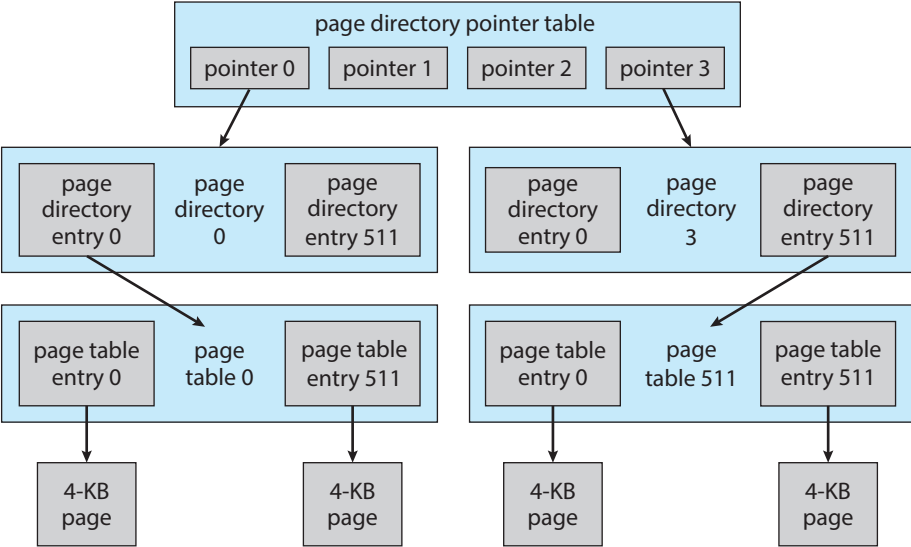 page directory pointer table
pointer 0
pointer 1
pointer 2
pointer 3
page
directory
entry 0
page
directory
0
page
directory
entry 511
page
directory
entry 0
page
directory
3
page
directory
entry 511
page table
entry 0
page
table 0
page table
entry 511
page table
entry 0
page
table 511
page table
entry 511
4-KB
page
4-KB
page
4-KB
page
4-KB
page